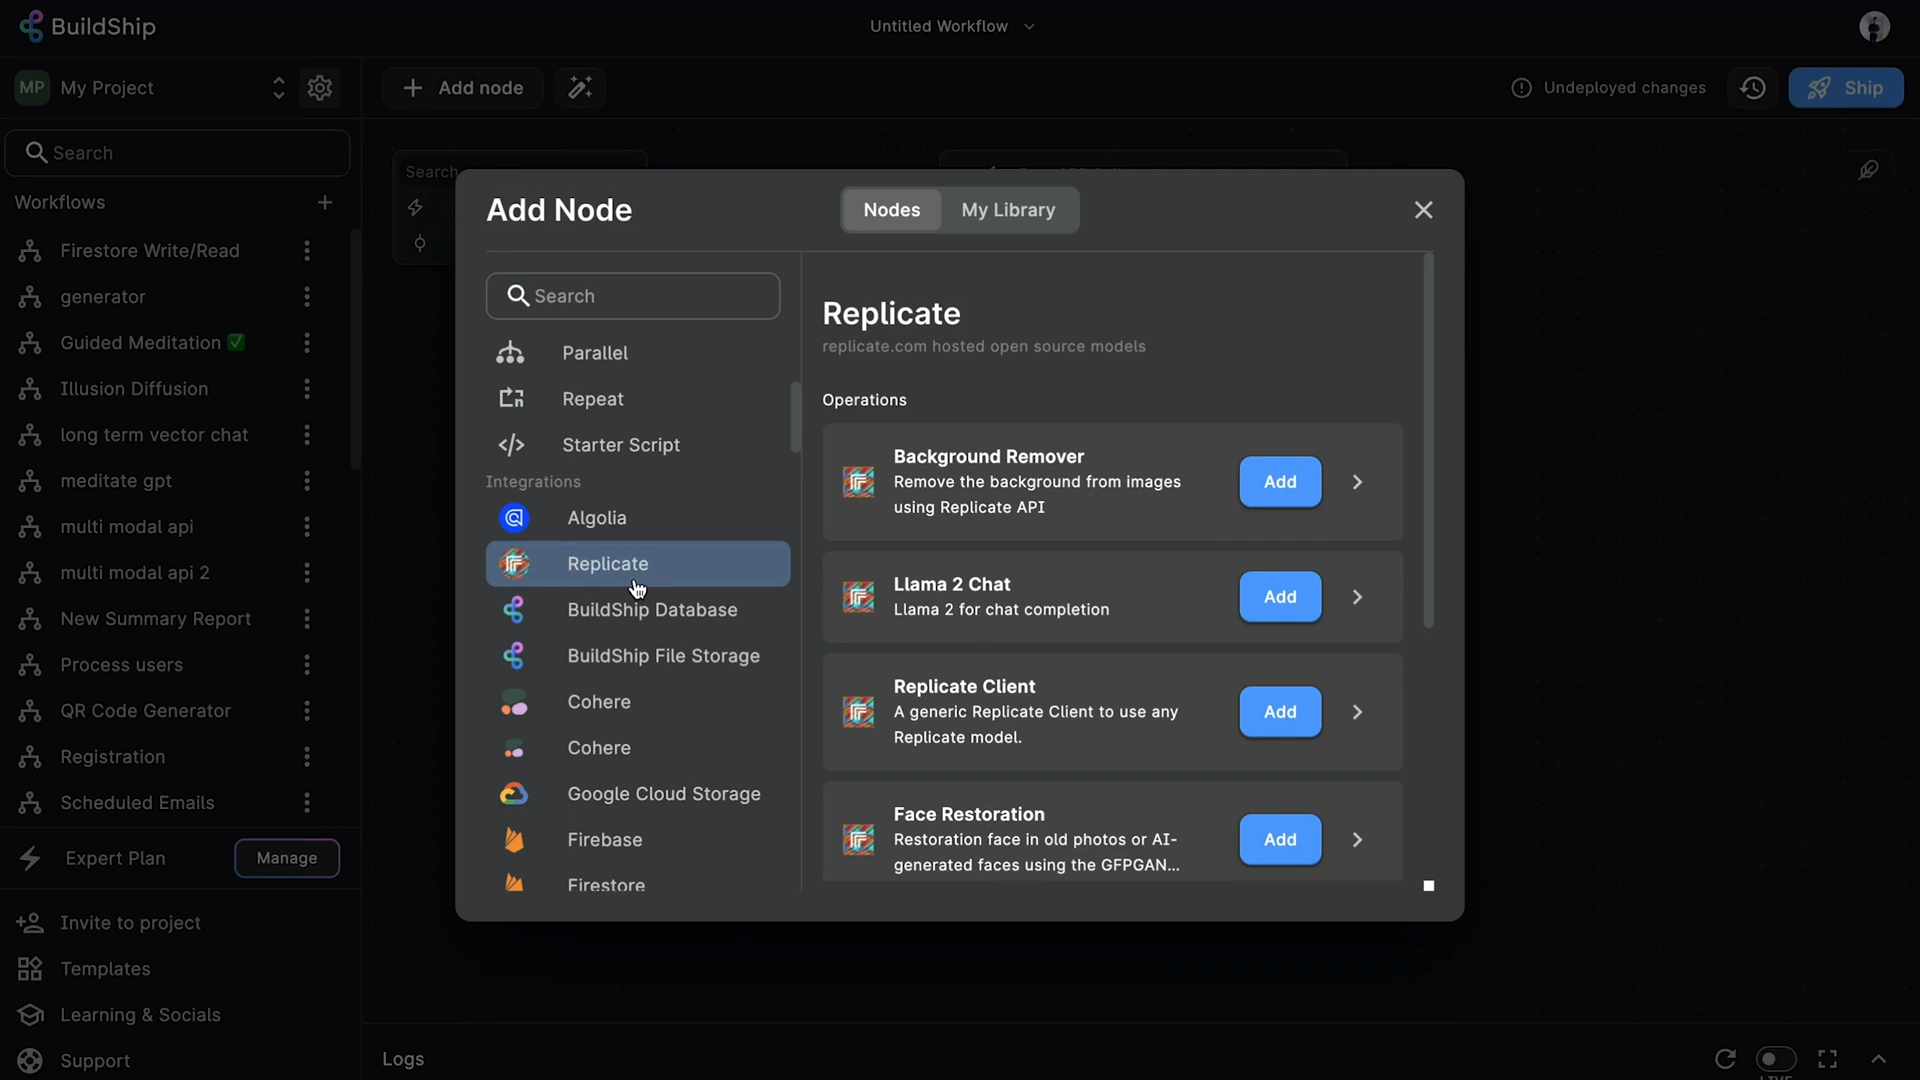 BuildShip
Untitled Workflow
MP My Project
Add node
Undeployed changes
Ship
Search
Workflows
Firestore Write/Read
generator
Guided Meditation ✅
Illusion Diffusion
long term vector chat
meditate gpt
multi modal api
multi modal api 2
New Summary Report
Process users
QR Code Generator
Registration
Scheduled Emails
Expert Plan
Manage
Invite to project
Templates
Learning & Socials
Support
Search
Add Node
Nodes
My Library
Search
Parallel
Repeat
Starter Script
Integrations
Algolia
Replicate
BuildShip Database
BuildShip File Storage
Cohere
Cohere
Google Cloud Storage
Firebase
Firestore
Replicate
replicate.com hosted open source models
Operations
Background Remover
Remove the background from images
using Replicate API
Add
Llama 2 Chat
Llama 2 for chat completion
Add
Replicate Client
A generic Replicate Client to use any
Replicate model.
Add
Face Restoration
Restoration face in old photos or AI-
generated faces using the GFPGAN...
Add
Logs
LIVE